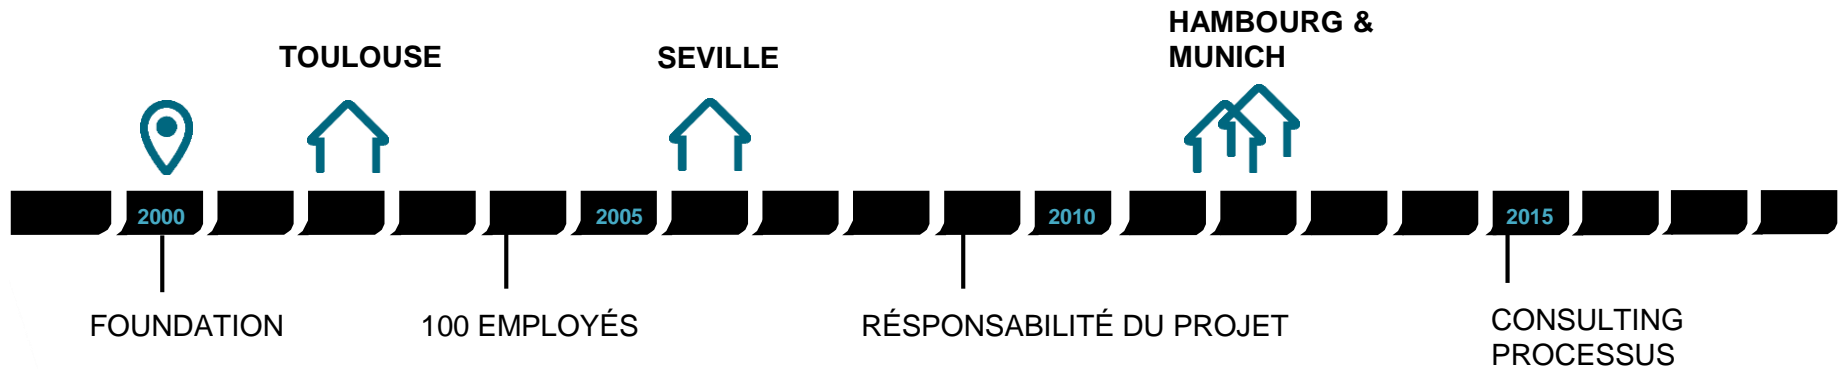 TOULOUSE
SEVILLE
HAMBOURG &
MUNICH
2000
2005
2010
2015
FOUNDATION
100 EMPLOYÉS
RÉSPONSABILITÉ DU PROJET
CONSULTING
PROCESSUS